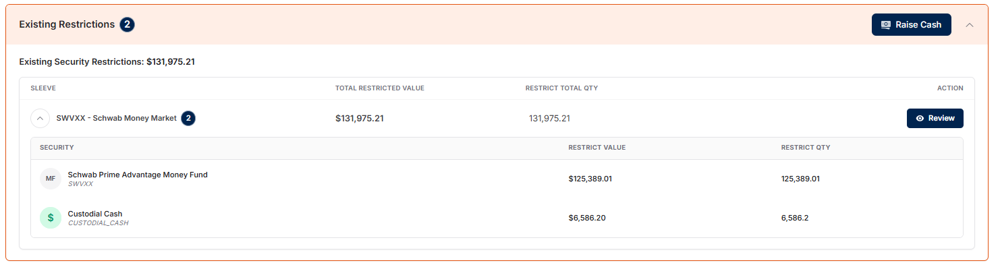 Existing Restrictions 2 Raise Cash
Existing Security Restrictions: $131,975.21
SLEEVE TOTAL RESTRICTED VALUE RESTRICT TOTAL QTY ACTION
SWVXX - Schwab Money Market 2 $131,975.21 131,975.21 Review
SECURITY RESTRICT VALUE RESTRICT QTY
MF Schwab Prime Advantage Money Fund $125,389.01 125,389.01
SWVXX
$ Custodial Cash $6,586.20 6,586.2
CUSTODIAL_CASH